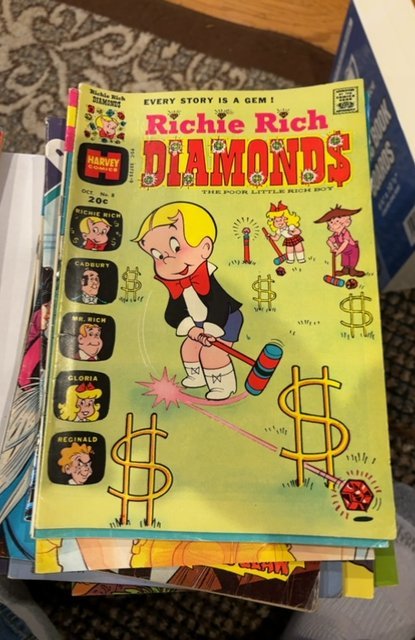 Richie Rich
DIAMONDS
EVERY STORY IS A GEM!
Richie Rich
DIAMOND$
THE POOR LITTLE RICH BOY
HARVEY
COMICS
OCT. No. 8
20¢
RICHIE RICH
CADBURY
MR. RICH
GLORIA
REGINALD
$
$
$
$
$